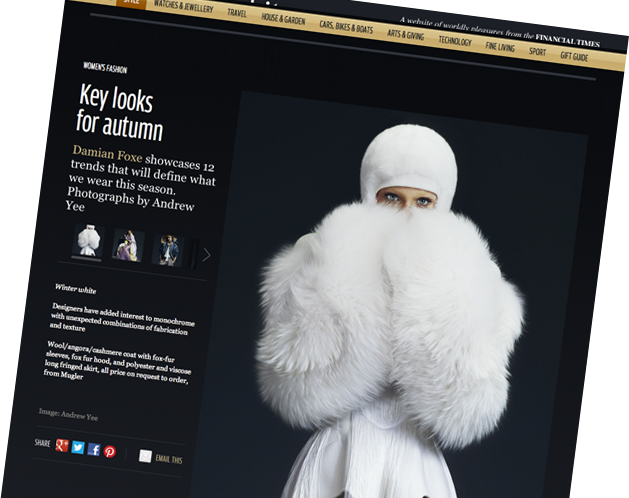 STYLE
WATCHES & JEWELLERY
TRAVEL
HOUSE & GARDEN
CARS, BIKES & BOATS
ARTS & GIVING
TECHNOLOGY
FINE LIVING
SPORT
GIFT GUIDE
A website of worldly pleasures from the FINANCIAL TIMES
WOMEN'S FASHION
Key looks
for autumn
Damian Foxe showcases 12
trends that will define what
we wear this season.
Photographs by Andrew
Yee
Winter white
Designers have added interest to monochrome
with unexpected combinations of fabrication
and texture
Wool/angora/cashmere coat with fox-fur
sleeves, fox fur hood, and polyester and viscose
long fringed skirt, all price on request to order,
from Mugler
Image: Andrew Yee
SHARE
EMAIL THIS